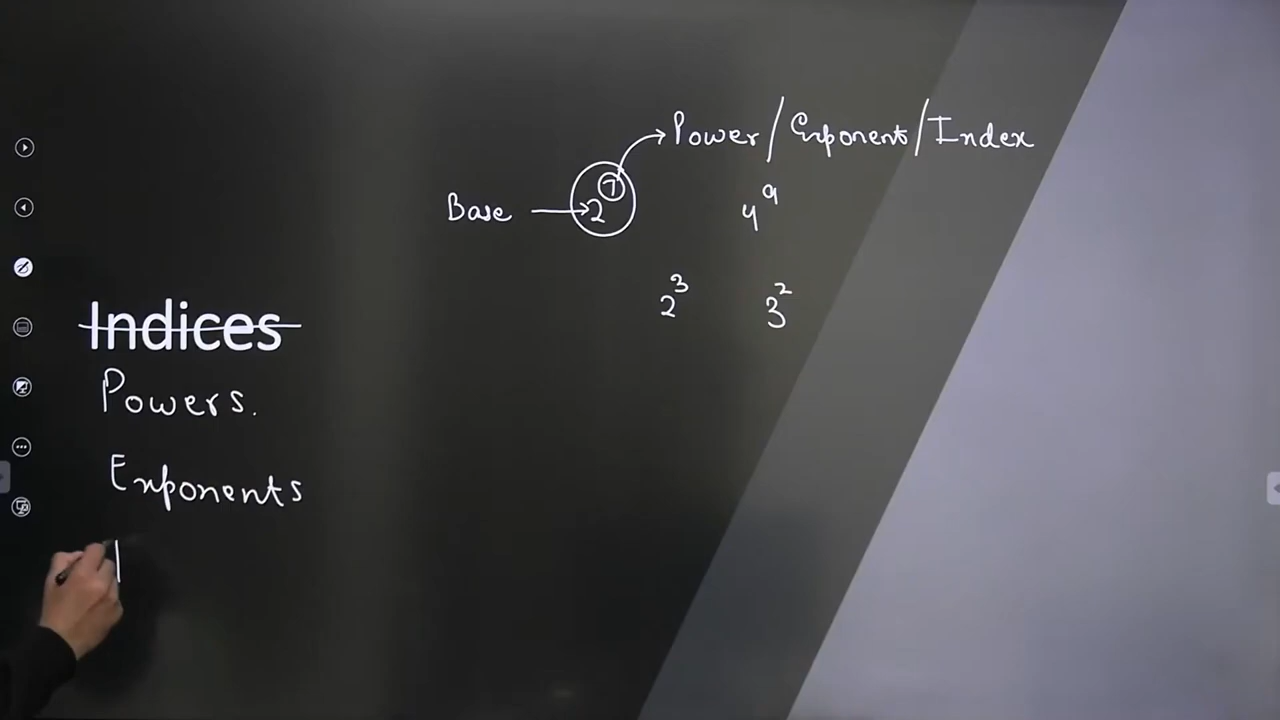 Power/Exponent/Index
Base → 2⁷
4⁹
2³ 3²
Indices
Powers.
Exponents
I